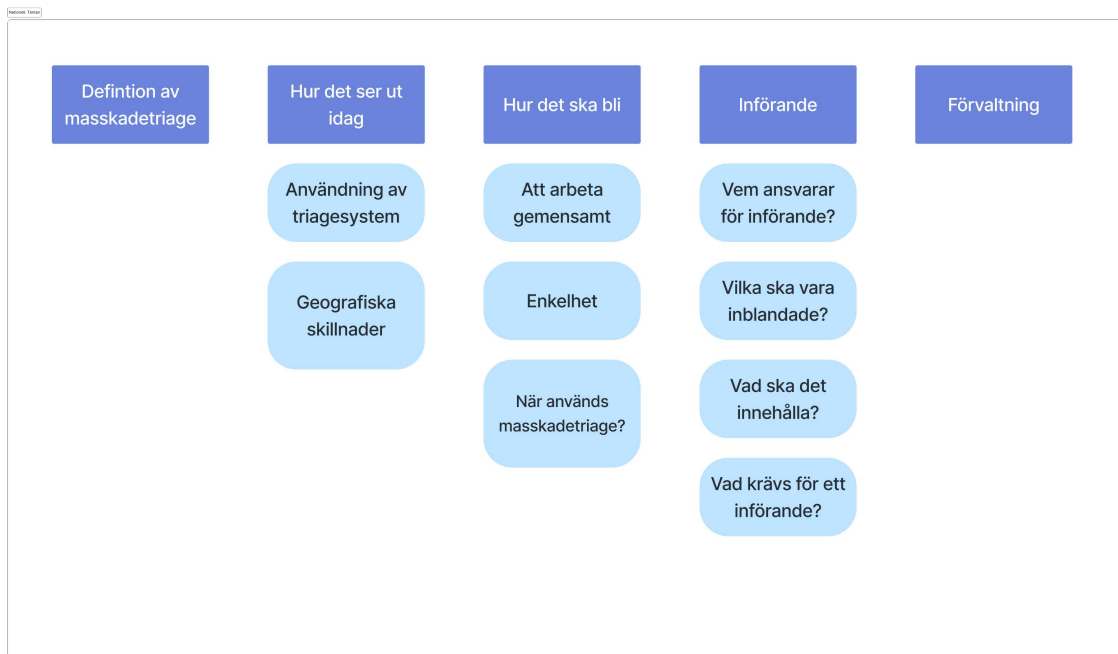 Nationell. Teman
Defintion av
masskadetriage
Hur det ser ut
idag
Användning av
triagesystem
Geografiska
skillnader
Hur det ska bli
Att arbeta
gemensamt
Enkelhet
När används
masskadetriage?
Införande
Vem ansvarar
för införande?
Vilka ska vara
inblandade?
Vad ska det
innehålla?
Vad krävs för ett
införande?
Förvaltning